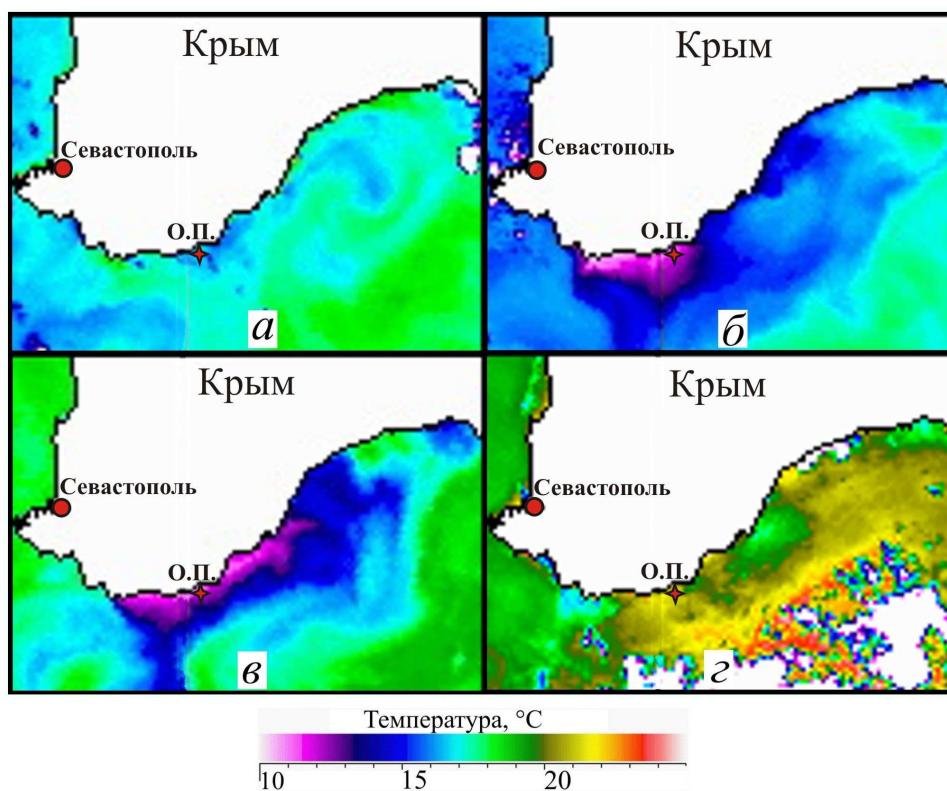 Крым
Севастополь
О.П.
а
Крым
Севастополь
О.П.
б
Крым
Севастополь
О.П.
в
Крым
Севастополь
О.П.
г
Температура, °С
10 15 20